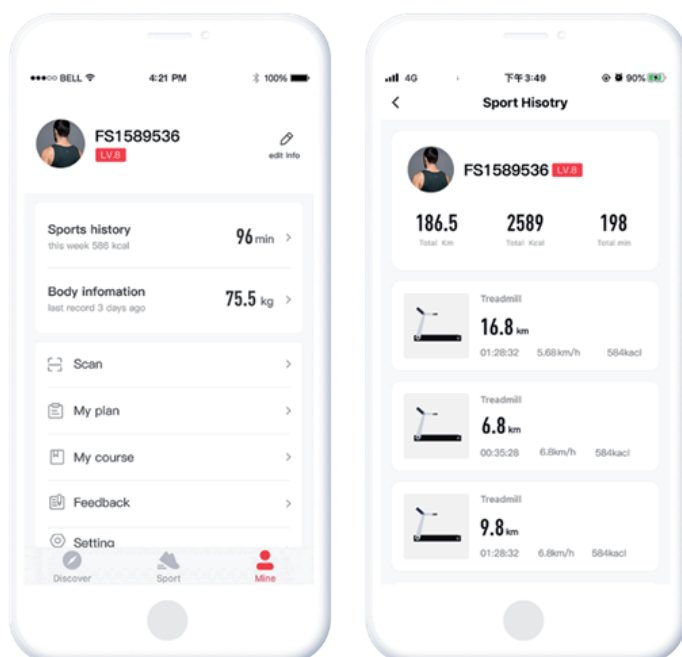 BELL 4:21 PM 100%
FS1589536
LV.8
edit Info
Sports history
this week 586 kcal
96 min
Body infomation
last record 3 days ago
75.5 kg
Scan
My plan
My course
Feedback
Setting
Discover Sport Mine
4G 下午3:49 90%
Sport Hisotry
FS1589536 LV.8
186.5 2589 198
Total Km Total Kcal Total min
Treadmill
16.8 km
01:28:32 5.68km/h 584kacl
Treadmill
6.8 km
00:35:28 6.8km/h 584kacl
Treadmill
9.8 km
01:28:32 6.8km/h 584kacl